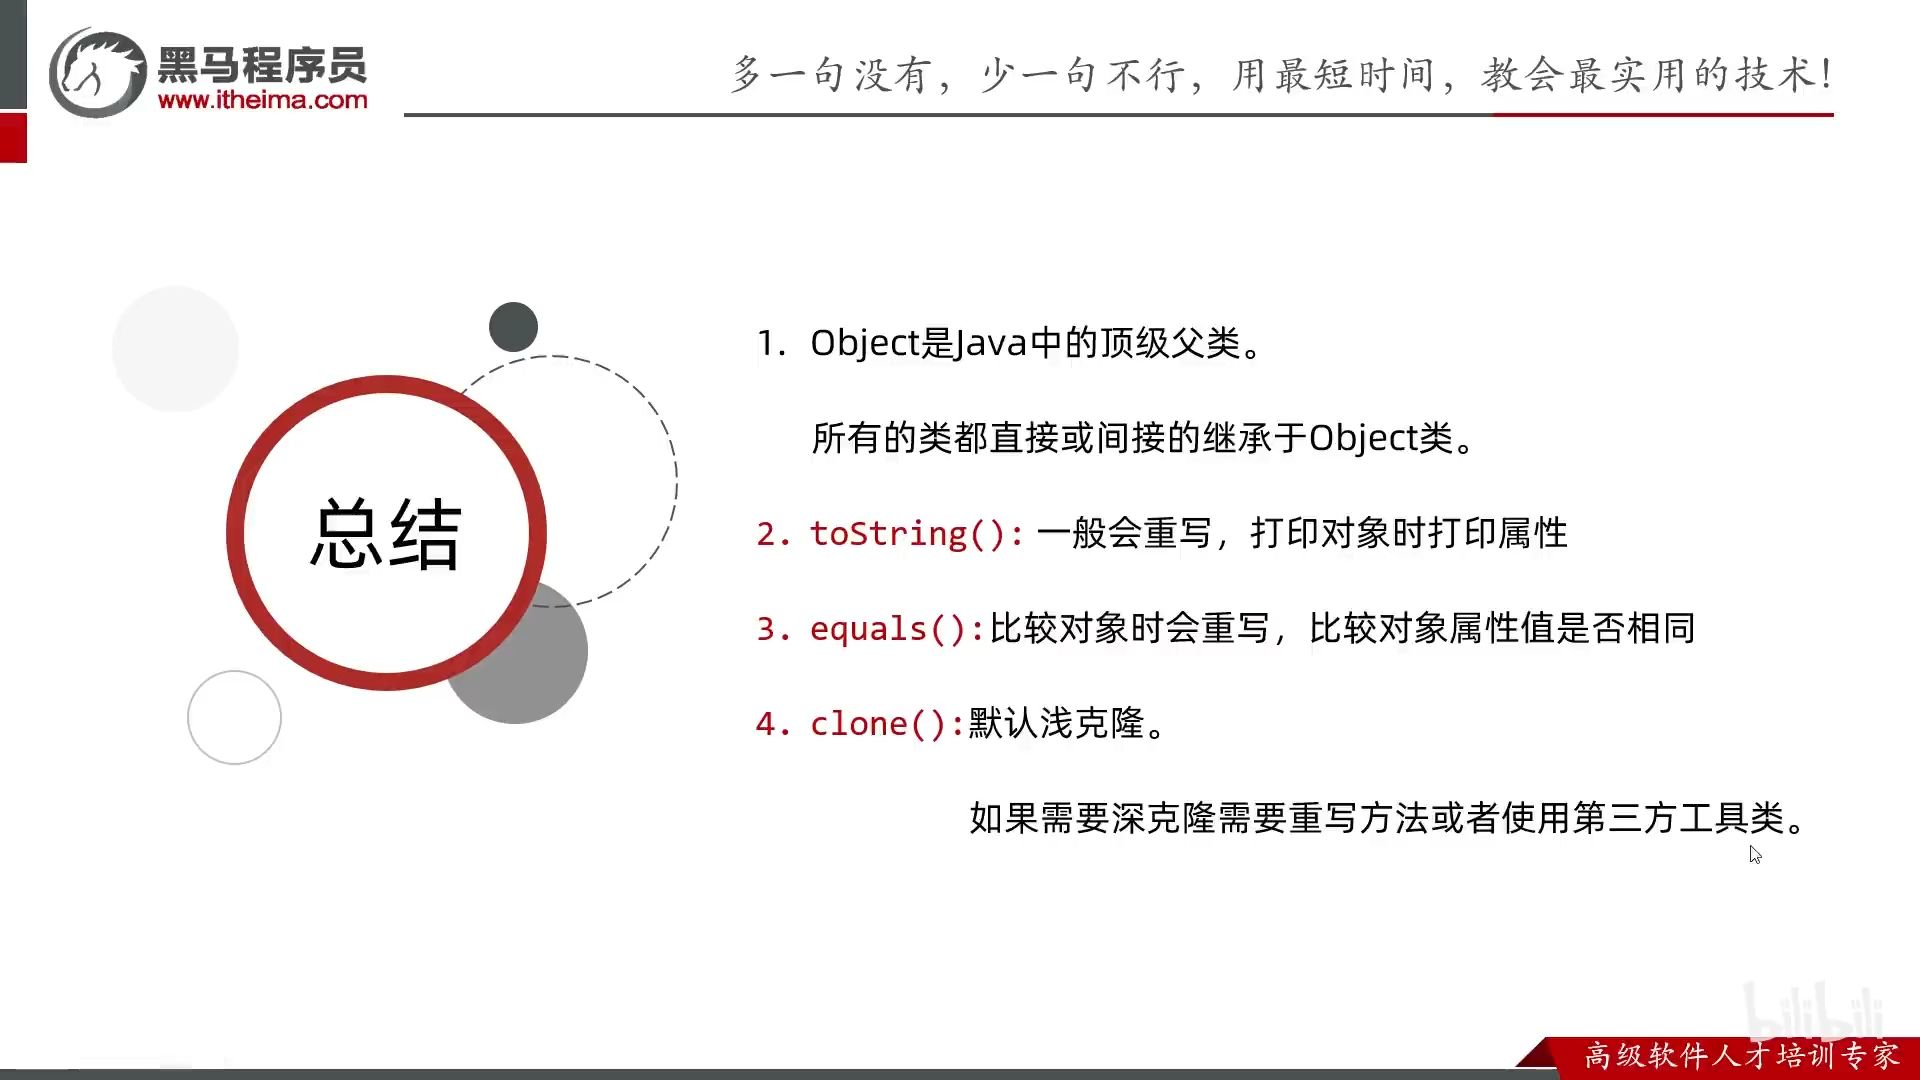 黑马程序员
www.itheima.com
多一句没有，少一句不行，用最短时间，教会最实用的技术！
总结
1. Object是Java中的顶级父类。
所有的类都直接或间接的继承于Object类。
2. toString(): 一般会重写，打印对象时打印属性
3. equals():比较对象时会重写，比较对象属性值是否相同
4. clone():默认浅克隆。
如果需要深克隆需要重写方法或者使用第三方工具类。
bilibili
高级软件人才培训专家